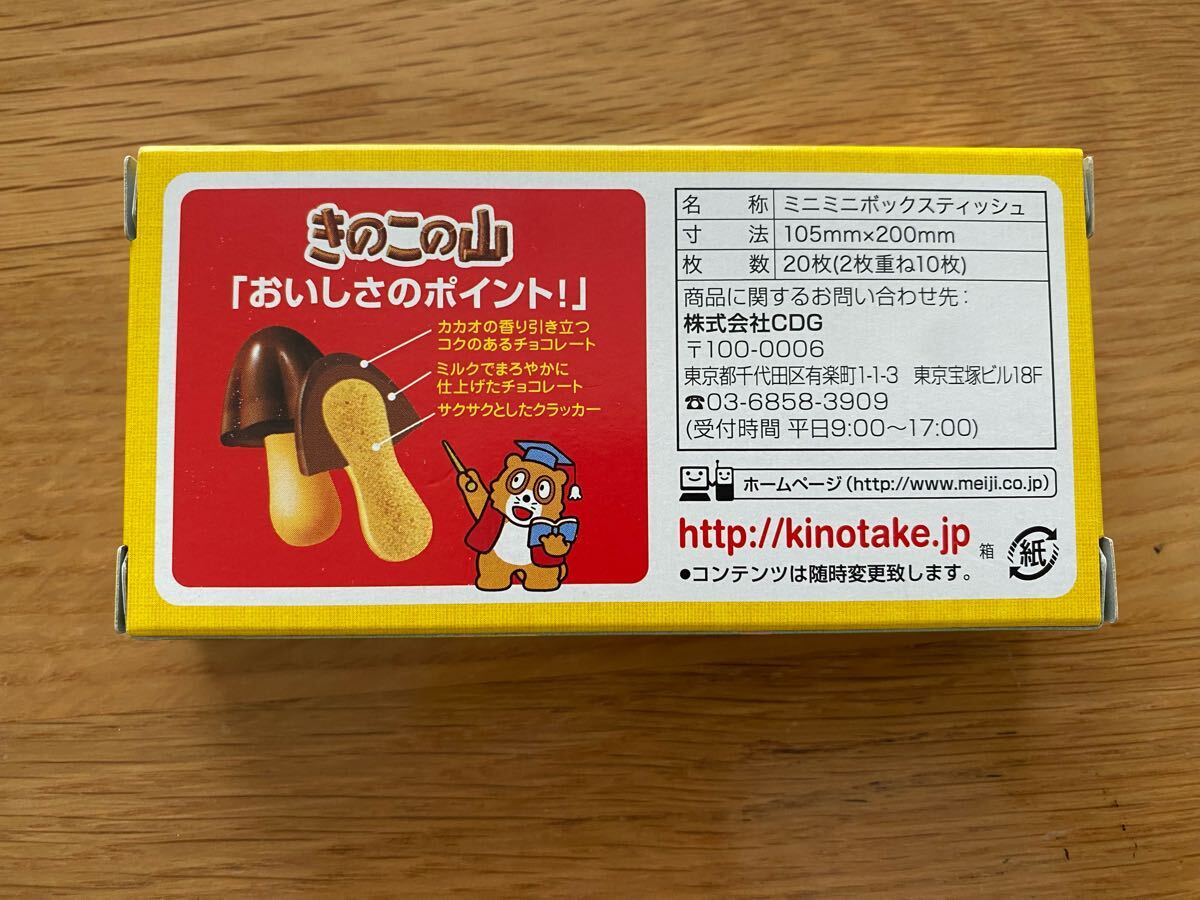 きのこの山
「おいしさのポイント!」
カカオの香り引き立つ
コクのあるチョコレート
ミルクでまろやかに
仕上げたチョコレート
サクサクとしたクラッカー
名 称 ミニミニボックスティッシュ
寸 法 105mm×200mm
枚 数 20枚(2枚重ね10枚)
商品に関するお問い合わせ先:
株式会社CDG
〒100-0006
東京都千代田区有楽町1-1-3 東京宝塚ビル18F
☎03-6858-3909
(受付時間 平日9:00〜17:00)
ホームページ(http://www.meiji.co.jp)
http://kinotake.jp
箱 紙
●コンテンツは随時変更致します。